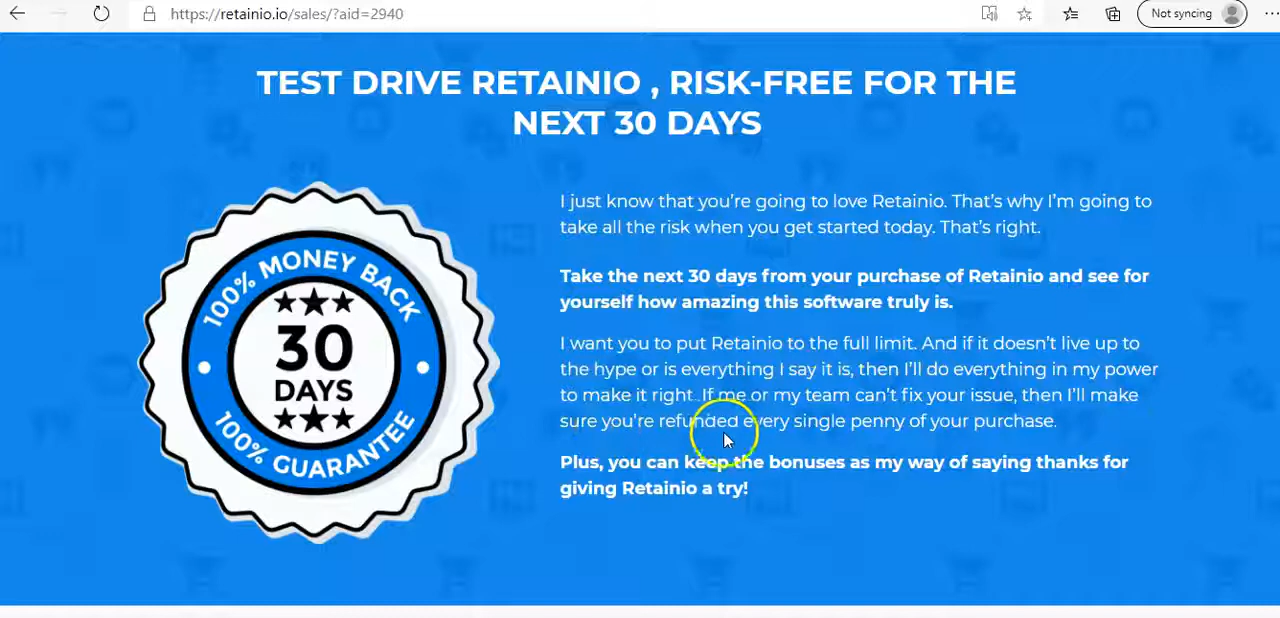 https://retainio.io/sales/?aid=2940
Not syncing
TEST DRIVE RETAINIO , RISK-FREE FOR THE
NEXT 30 DAYS
100% MONEY BACK
30
DAYS
100% GUARANTEE
I just know that you're going to love Retainio. That's why I'm going to
take all the risk when you get started today. That's right.
Take the next 30 days from your purchase of Retainio and see for
yourself how amazing this software truly is.
I want you to put Retainio to the full limit. And if it doesn't live up to
the hype or is everything I say it is, then I'll do everything in my power
to make it right. If me or my team can't fix your issue, then I'll make
sure you're refunded every single penny of your purchase.
Plus, you can keep the bonuses as my way of saying thanks for
giving Retainio a try!